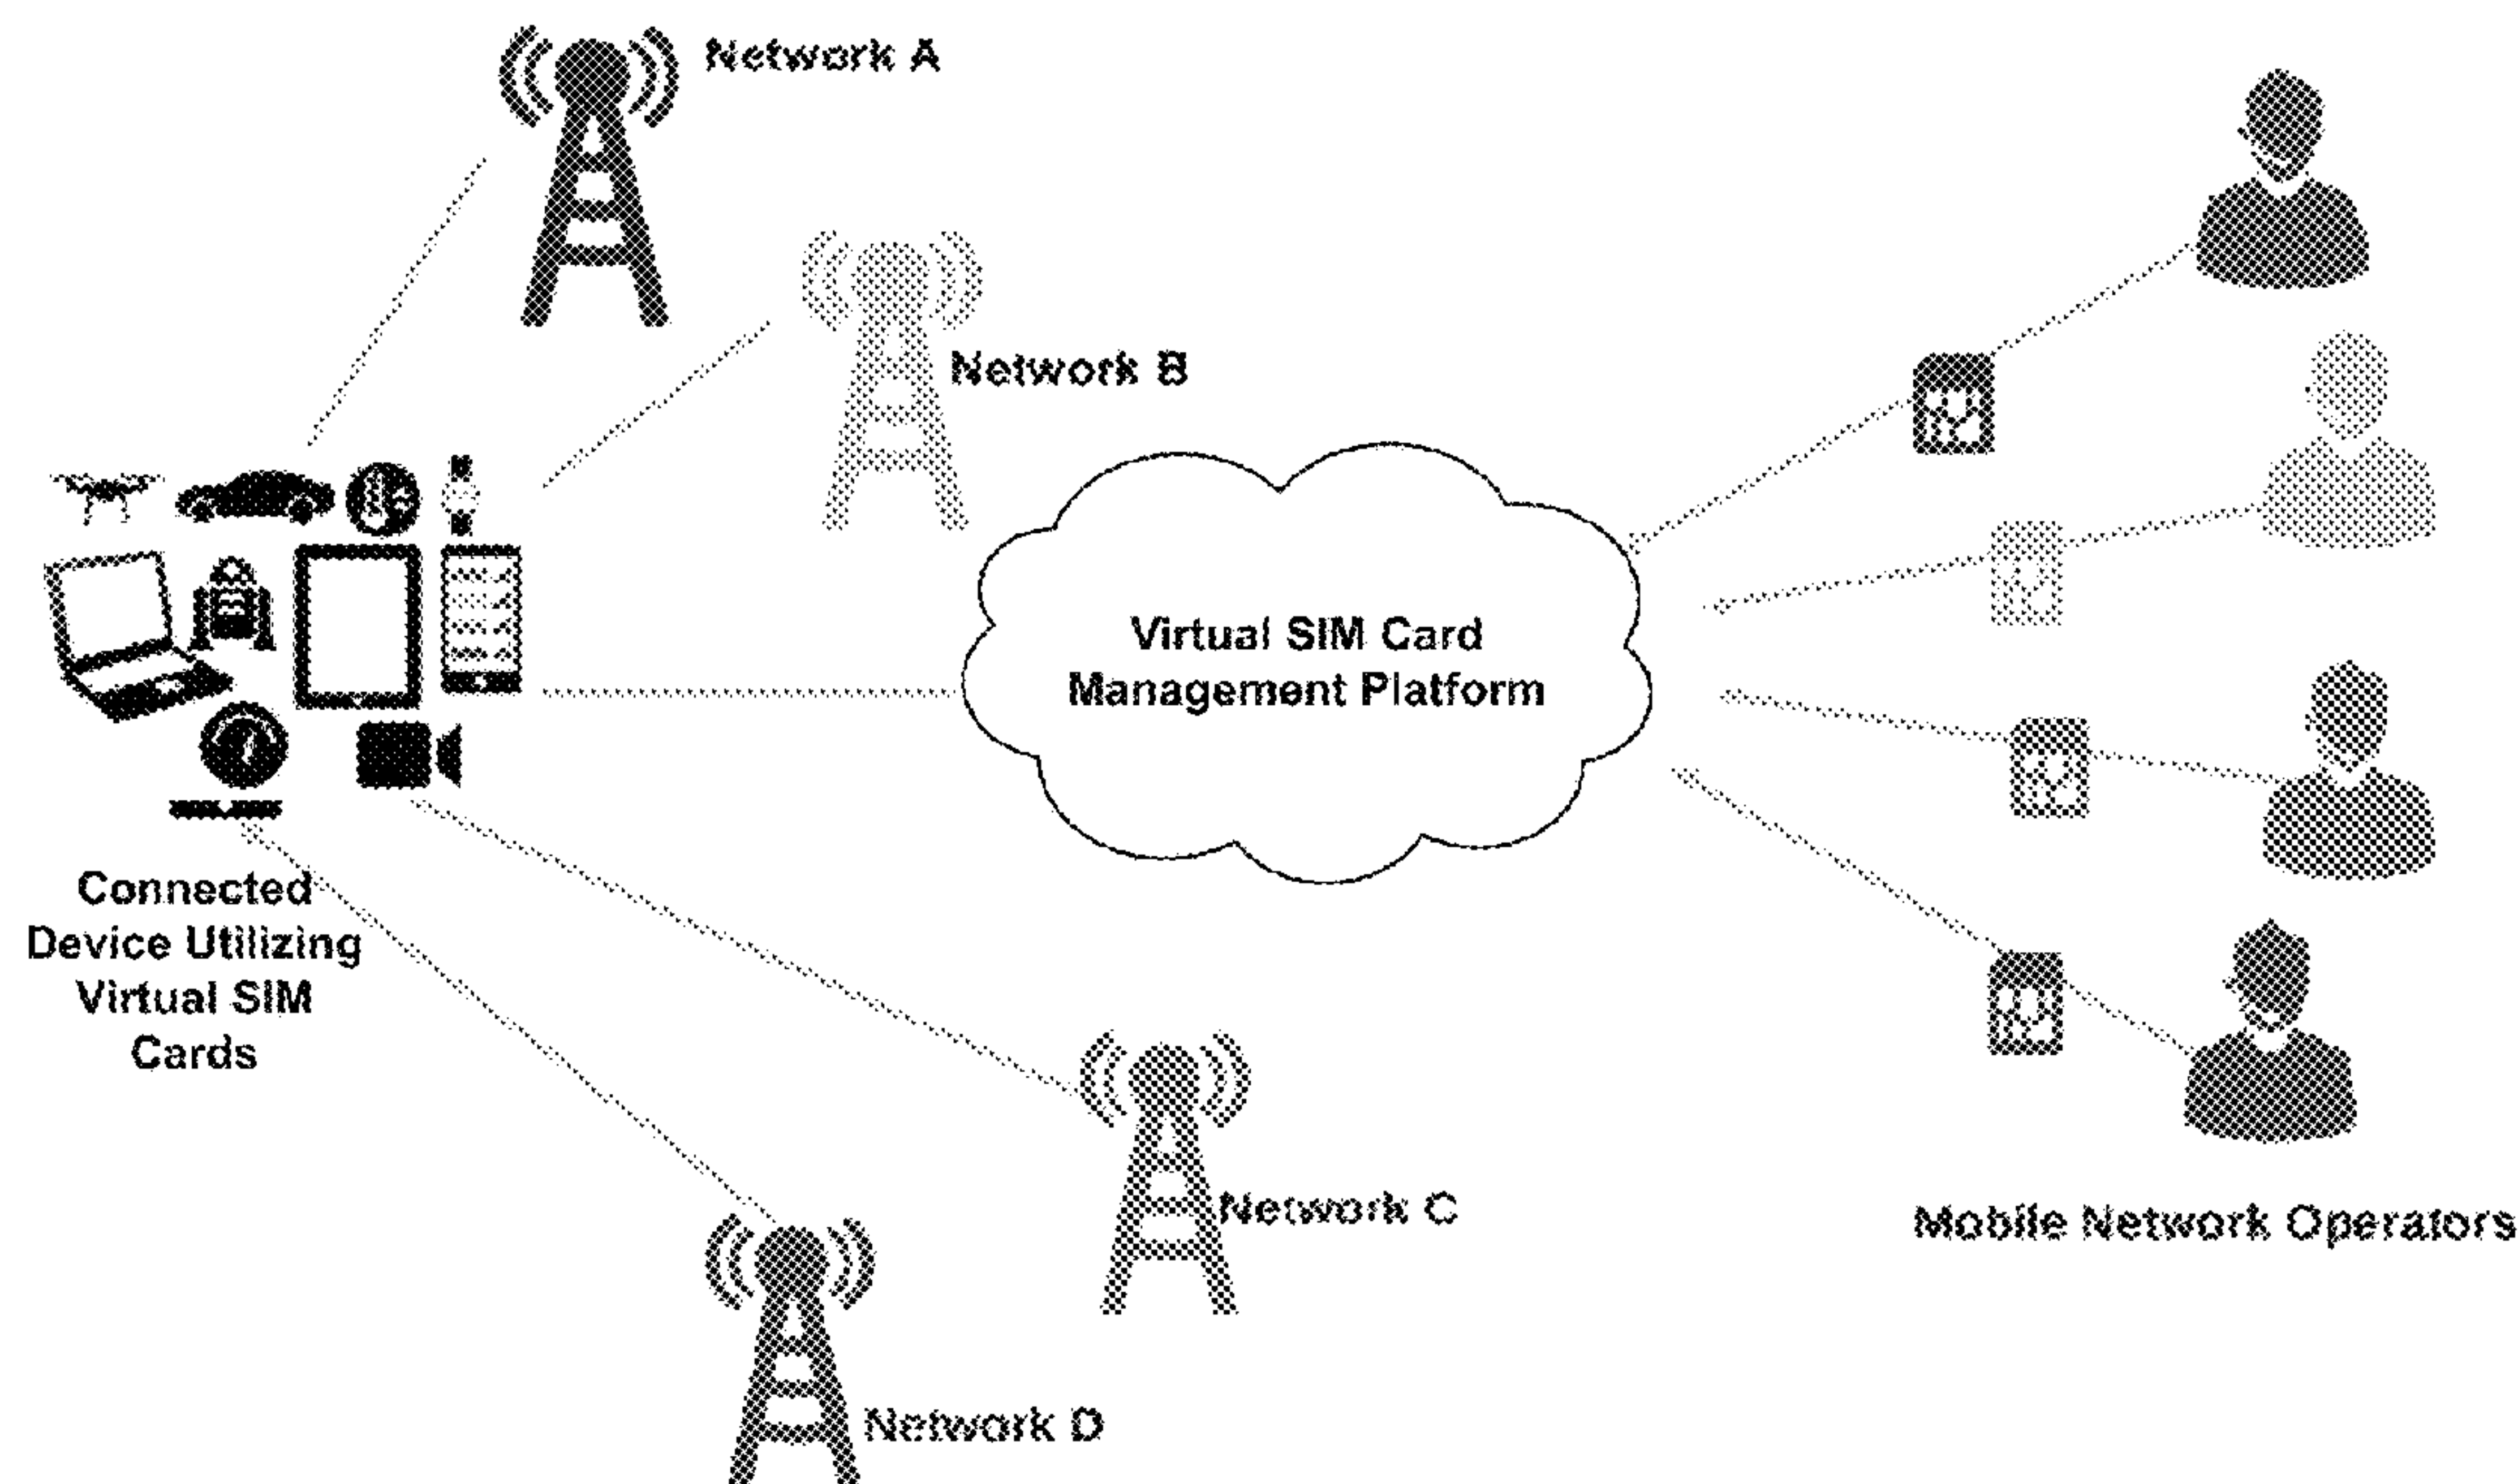 Network A
Network B
Virtual SIM Card
Management Platform
Connected
Device Utilizing
Virtual SIM
Cards
Network C
Mobile Network Operators
Network D